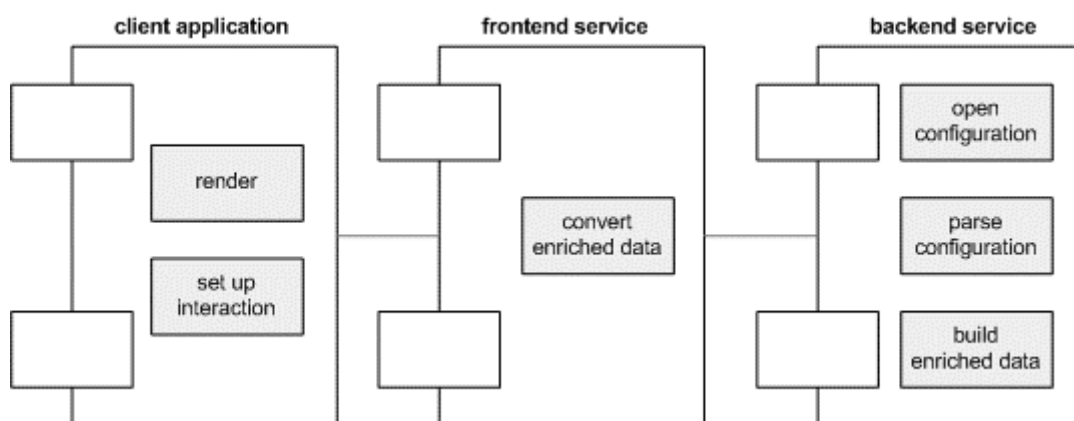 client application
frontend service
backend service
render
set up
interaction
convert
enriched data
open
configuration
parse
configuration
build
enriched data